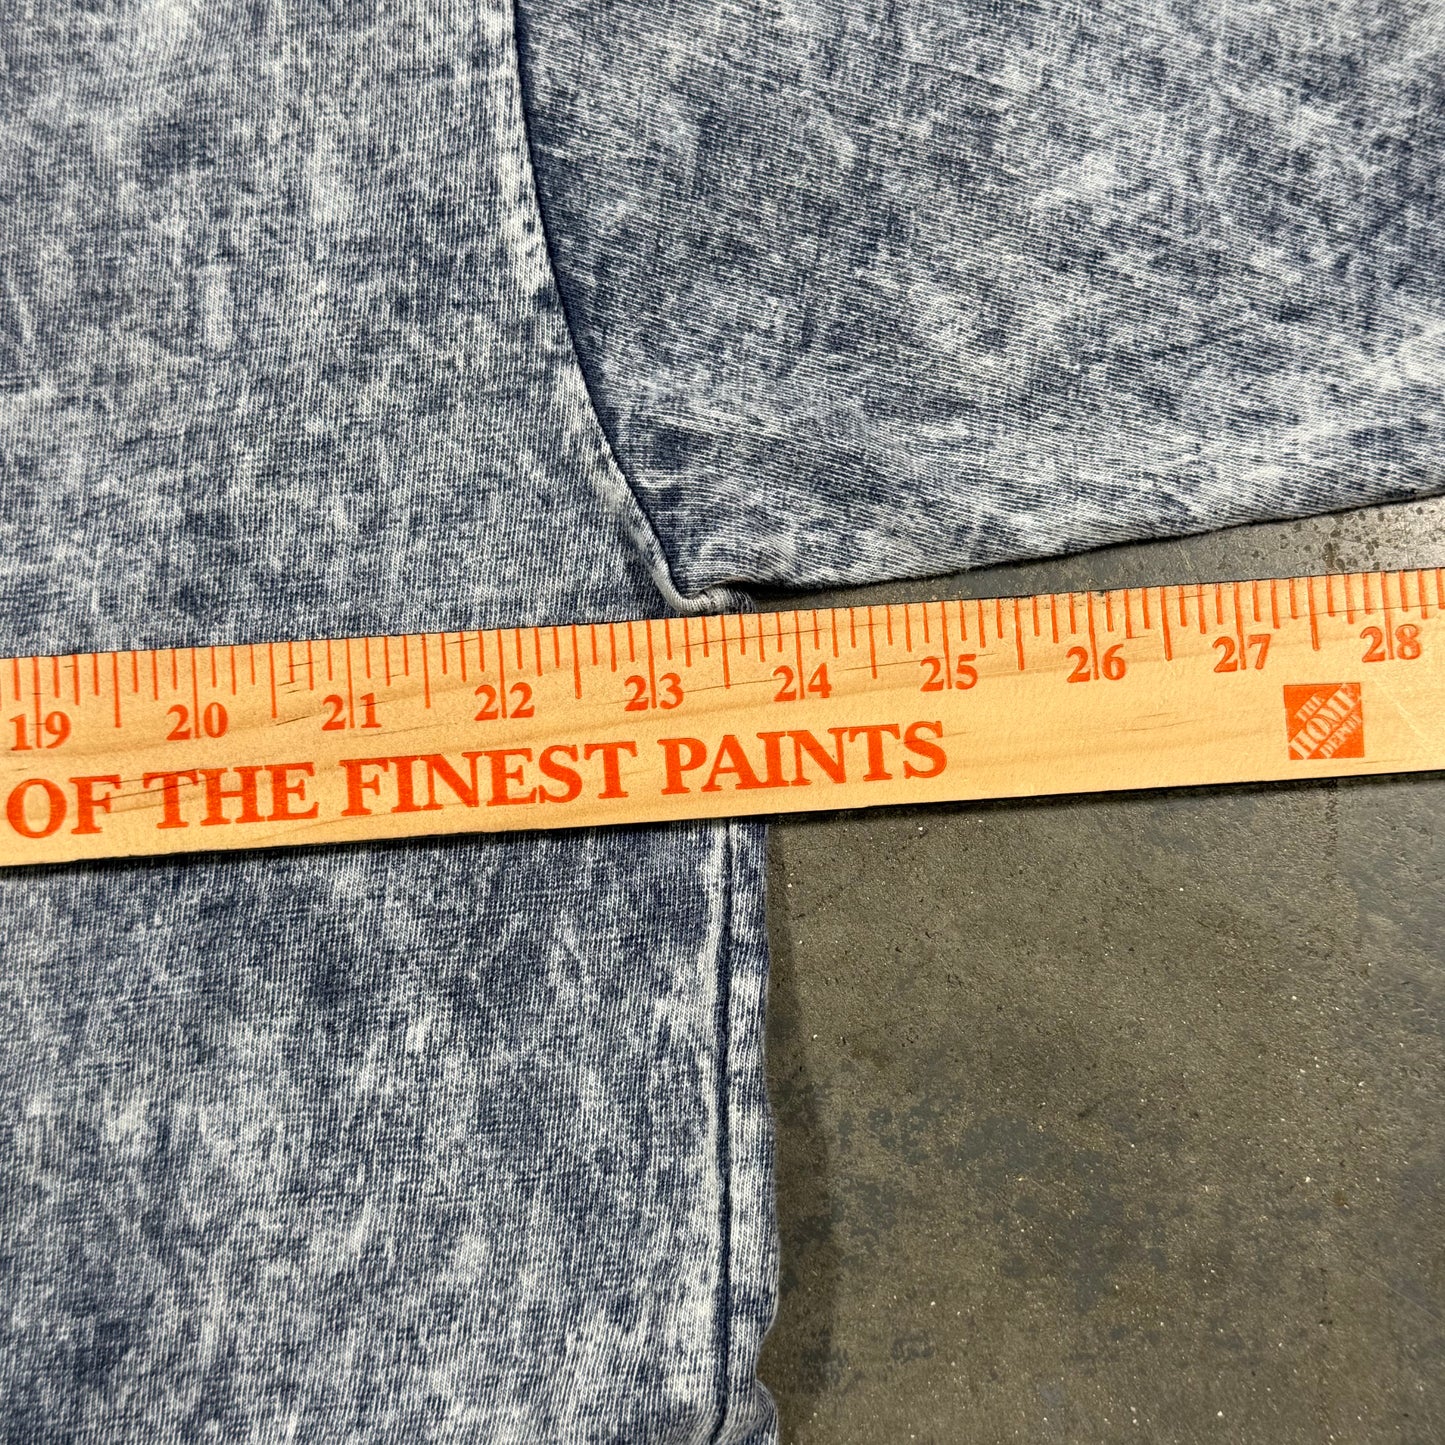 19 20 21 22 23 24 25 26 27 28
OF THE FINEST PAINTS
THE
HOME
DEPOT